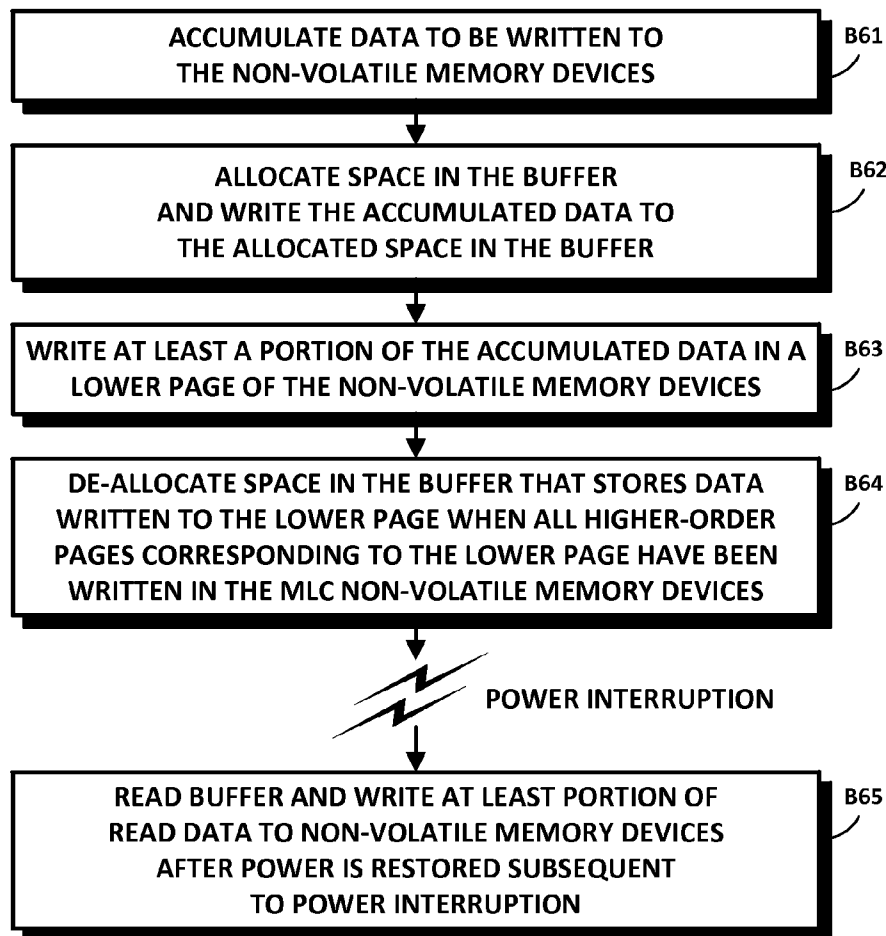 ACCUMULATE DATA TO BE WRITTEN TO
THE NON-VOLATILE MEMORY DEVICES
B61
ALLOCATE SPACE IN THE BUFFER
AND WRITE THE ACCUMULATED DATA TO
THE ALLOCATED SPACE IN THE BUFFER
B62
WRITE AT LEAST A PORTION OF THE ACCUMULATED DATA IN A
LOWER PAGE OF THE NON-VOLATILE MEMORY DEVICES
B63
DE-ALLOCATE SPACE IN THE BUFFER THAT STORES DATA
WRITTEN TO THE LOWER PAGE WHEN ALL HIGHER-ORDER
PAGES CORRESPONDING TO THE LOWER PAGE HAVE BEEN
WRITTEN IN THE MLC NON-VOLATILE MEMORY DEVICES
B64
POWER INTERRUPTION
READ BUFFER AND WRITE AT LEAST PORTION OF
READ DATA TO NON-VOLATILE MEMORY DEVICES
AFTER POWER IS RESTORED SUBSEQUENT
TO POWER INTERRUPTION
B65